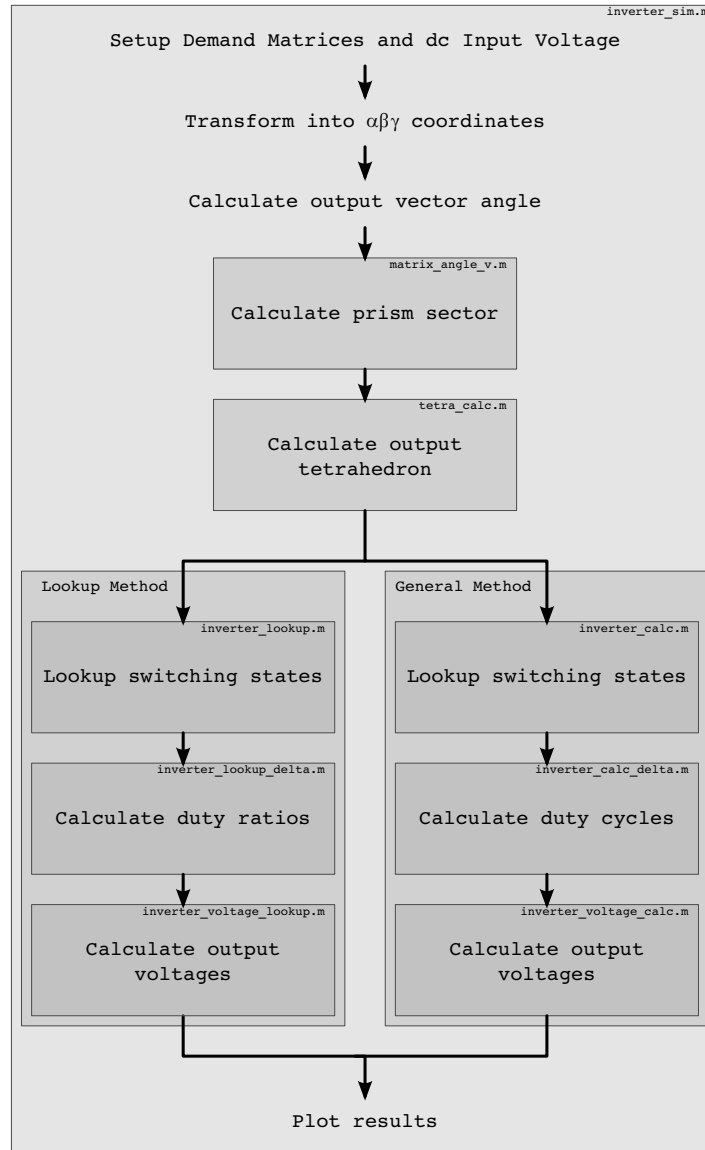 inverter_sim.m
Setup Demand Matrices and dc Input Voltage
Transform into αβγ coordinates
Calculate output vector angle
matrix_angle_v.m
Calculate prism sector
tetra_calc.m
Calculate output
tetrahedron
Lookup Method
inverter_lookup.m
Lookup switching states
inverter_lookup_delta.m
Calculate duty ratios
inverter_voltage_lookup.m
Calculate output
voltages
General Method
inverter_calc.m
Lookup switching states
inverter_calc_delta.m
Calculate duty cycles
inverter_voltage_calc.m
Calculate output
voltages
Plot results